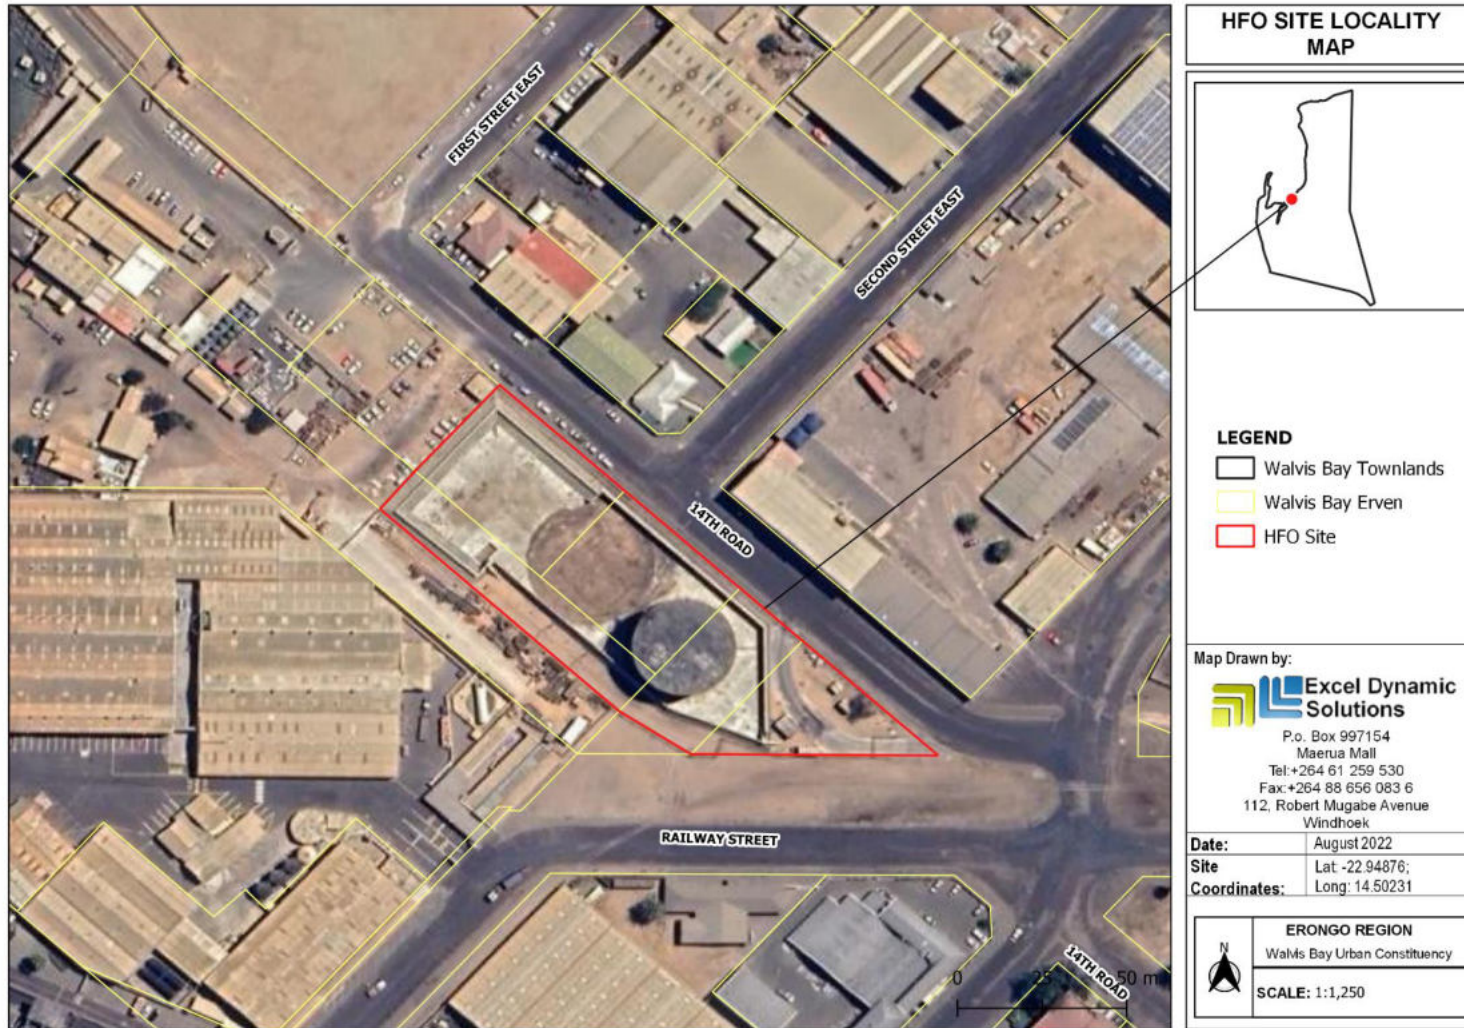 HFO SITE LOCALITY
MAP
FIRST STREET EAST
SECOND STREET EAST
14TH ROAD
RAILWAY STREET
14TH ROAD
0 25 50 m
LEGEND
Walvis Bay Townlands
Walvis Bay Erven
HFO Site
Map Drawn by:
Excel Dynamic
Solutions
P.o. Box 997154
Maerua Mall
Tel:+264 61 259 530
Fax:+264 88 656 083 6
112, Robert Mugabe Avenue
Windhoek
Date: August 2022
Site Lat: -22.94876;
Coordinates: Long: 14.50231
N
ERONGO REGION
Walvis Bay Urban Constituency
SCALE: 1:1,250